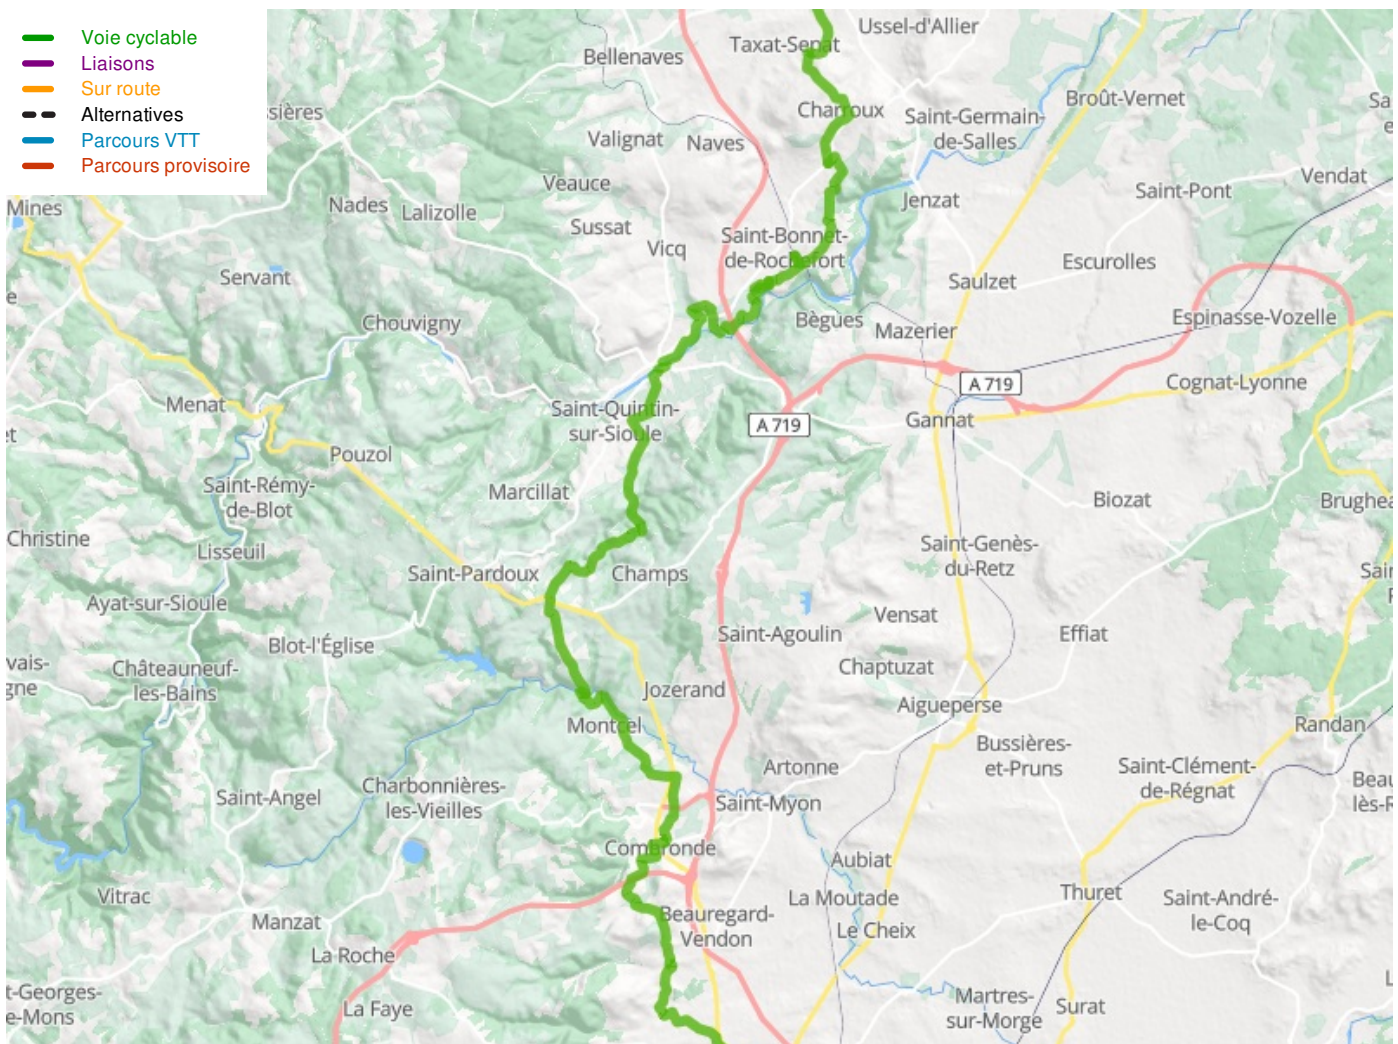 Voie cyclable
Liaisons
Sur route
Alternatives
Parcours VTT
Parcours provisoire
Ussel-d'Allier
Taxat-Senat
Bellenaves
Broût-Vernet
Charroux
Saint-Germain-
de-Salles
Valignat
Naves
Vendat
Veauce
Saint-Pont
Jenzat
Mines
Nades
Lalizolle
Sussat
Vicq
Saint-Bonnet-
de-Rochefort
Escurolles
Servant
Saulzet
Chouvigny
Bègues
Mazerier
Espinasse-Vozelle
A 719
Cognat-Lyonne
Menat
Saint-Quintin-
sur-Sioule
A 719
Gannat
Pouzol
Marcillat
Saint-Rémy-
de-Blot
Biozat
Christine
Lisseuil
Saint-Genès-
du-Retz
Saint-Pardoux
Champs
Ayat-sur-Sioule
Vensat
Blot-l'Église
Saint-Agoulin
Effiat
Châteauneuf-
les-Bains
Chaptuzat
Jozerand
Aigueperse
Montcel
Randan
Bussières-
et-Pruns
Artonne
Saint-Clément-
de-Régnat
Charbonnières-
les-Vieilles
Saint-Angel
Saint-Myon
Combronde
Aubiat
Vitrac
La Moutade
Thuret
Saint-André-
le-Coq
Manzat
Beauregard-
Vendon
Le Cheix
La Roche
La Faye
Martres-
sur-Morge
Surat